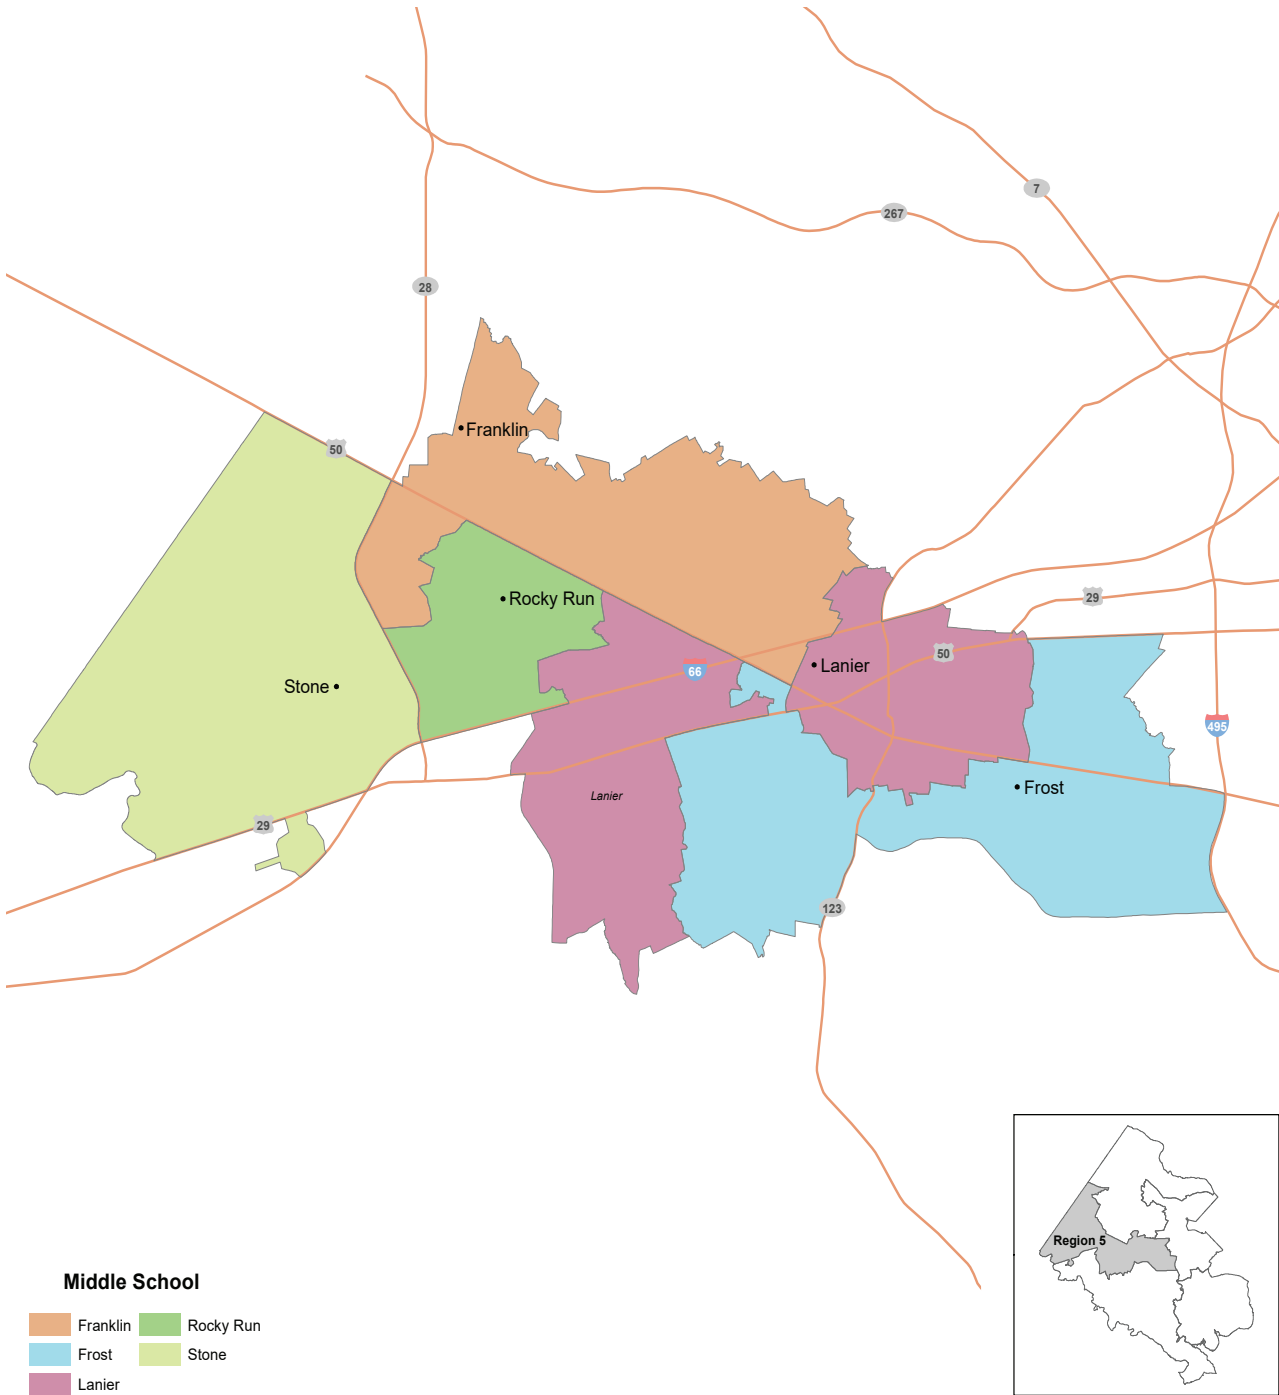 7
267
28
Franklin
50
Rocky Run
29
50
Lanier
66
Stone
495
Frost
Lanier
29
123
Region 5
Middle School
Franklin
Rocky Run
Frost
Stone
Lanier